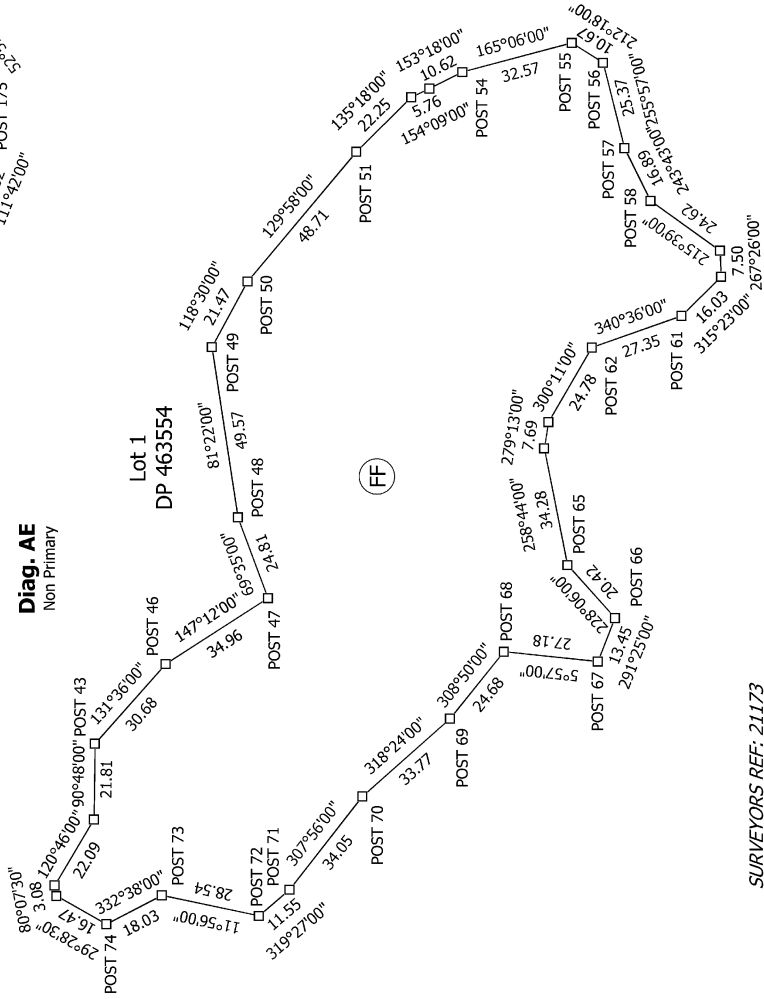 POST 175
111°42'00"
Diag. AE
Non Primary
Lot 1
DP 463554
FF
80°07'30"
3.08
120°46'00"
22.09
90°48'00"
21.81
POST 43
131°36'00"
30.68
POST 46
147°12'00"
34.96
POST 47
69°35'00"
24.81
POST 48
81°22'00"
49.57
POST 49
118°30'00"
21.47
POST 50
129°58'00"
48.71
POST 51
135°18'00"
22.25
153°18'00"
10.62
5.76
154°09'00"
POST 54
165°06'00"
32.57
POST 55
212°18'00"
10.67
POST 56
255°57'00"
25.37
POST 57
243°43'00"
16.89
POST 58
215°39'00"
24.62
7.50
267°26'00"
16.03
315°23'00"
POST 61
340°36'00"
27.35
POST 62
300°11'00"
24.78
279°13'00"
7.69
258°44'00"
34.28
POST 65
228°06'00"
20.42
POST 66
13.45
291°25'00"
POST 67
5°57'00"
27.18
POST 68
308°50'00"
24.68
POST 69
318°24'00"
33.77
POST 70
307°56'00"
34.05
POST 71
POST 72
11.55
319°27'00"
11°56'00"
28.54
POST 73
332°38'00"
18.03
POST 74
29°28'30"
16.47
SURVEYORS REF: 21173